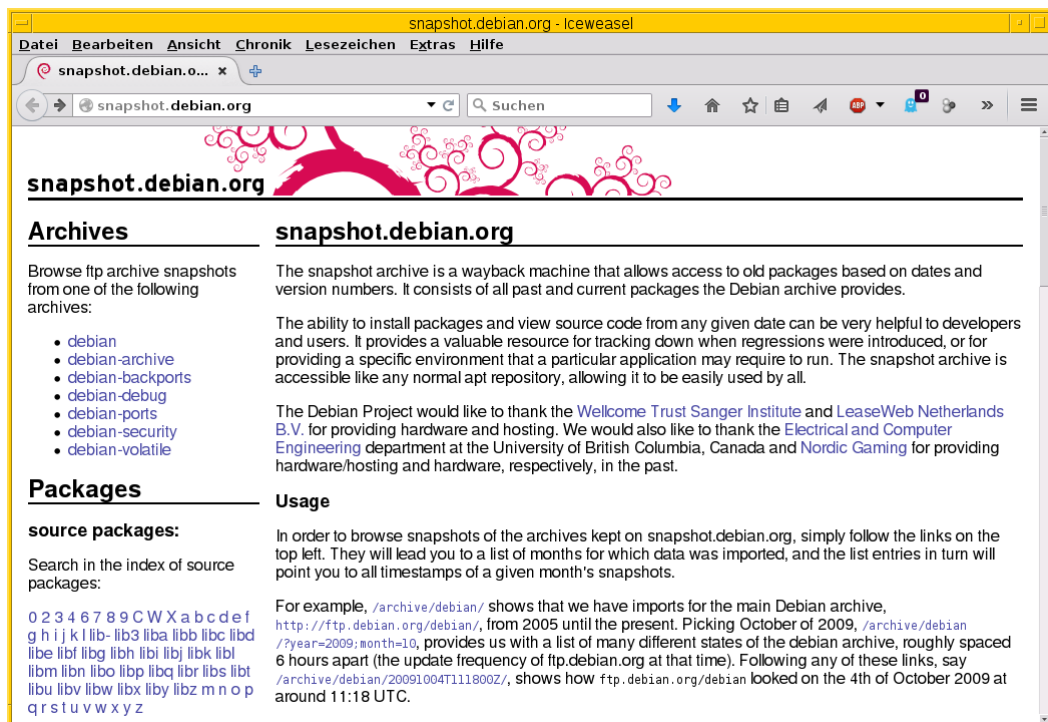 snapshot.debian.org - Iceweasel
Datei Bearbeiten Ansicht Chronik Lesezeichen Extras Hilfe
snapshot.debian.o... ×
snapshot.debian.org
Suchen
ABP
0
snapshot.debian.org
Archives
Browse ftp archive snapshots
from one of the following
archives:
• debian
• debian-archive
• debian-backports
• debian-debug
• debian-ports
• debian-security
• debian-volatile
Packages
source packages:
Search in the index of source
packages:
0 2 3 4 6 7 8 9 C W X a b c d e f
g h i j k l lib- lib3 liba libb libc libd
libe libf libg libh libi libj libk libl
libm libn libo libp libq libr libs libt
libu libv libw libx liby libz m n o p
q r s t u v w x y z
snapshot.debian.org
The snapshot archive is a wayback machine that allows access to old packages based on dates and
version numbers. It consists of all past and current packages the Debian archive provides.
The ability to install packages and view source code from any given date can be very helpful to developers
and users. It provides a valuable resource for tracking down when regressions were introduced, or for
providing a specific environment that a particular application may require to run. The snapshot archive is
accessible like any normal apt repository, allowing it to be easily used by all.
The Debian Project would like to thank the Wellcome Trust Sanger Institute and LeaseWeb Netherlands
B.V. for providing hardware and hosting. We would also like to thank the Electrical and Computer
Engineering department at the University of British Columbia, Canada and Nordic Gaming for providing
hardware/hosting and hardware, respectively, in the past.
Usage
In order to browse snapshots of the archives kept on snapshot.debian.org, simply follow the links on the
top left. They will lead you to a list of months for which data was imported, and the list entries in turn will
point you to all timestamps of a given month's snapshots.
For example, /archive/debian/ shows that we have imports for the main Debian archive,
http://ftp.debian.org/debian/, from 2005 until the present. Picking October of 2009, /archive/debian
/?year=2009;month=10, provides us with a list of many different states of the debian archive, roughly spaced
6 hours apart (the update frequency of ftp.debian.org at that time). Following any of these links, say
/archive/debian/20091004T111800Z/, shows how ftp.debian.org/debian looked on the 4th of October 2009 at
around 11:18 UTC.